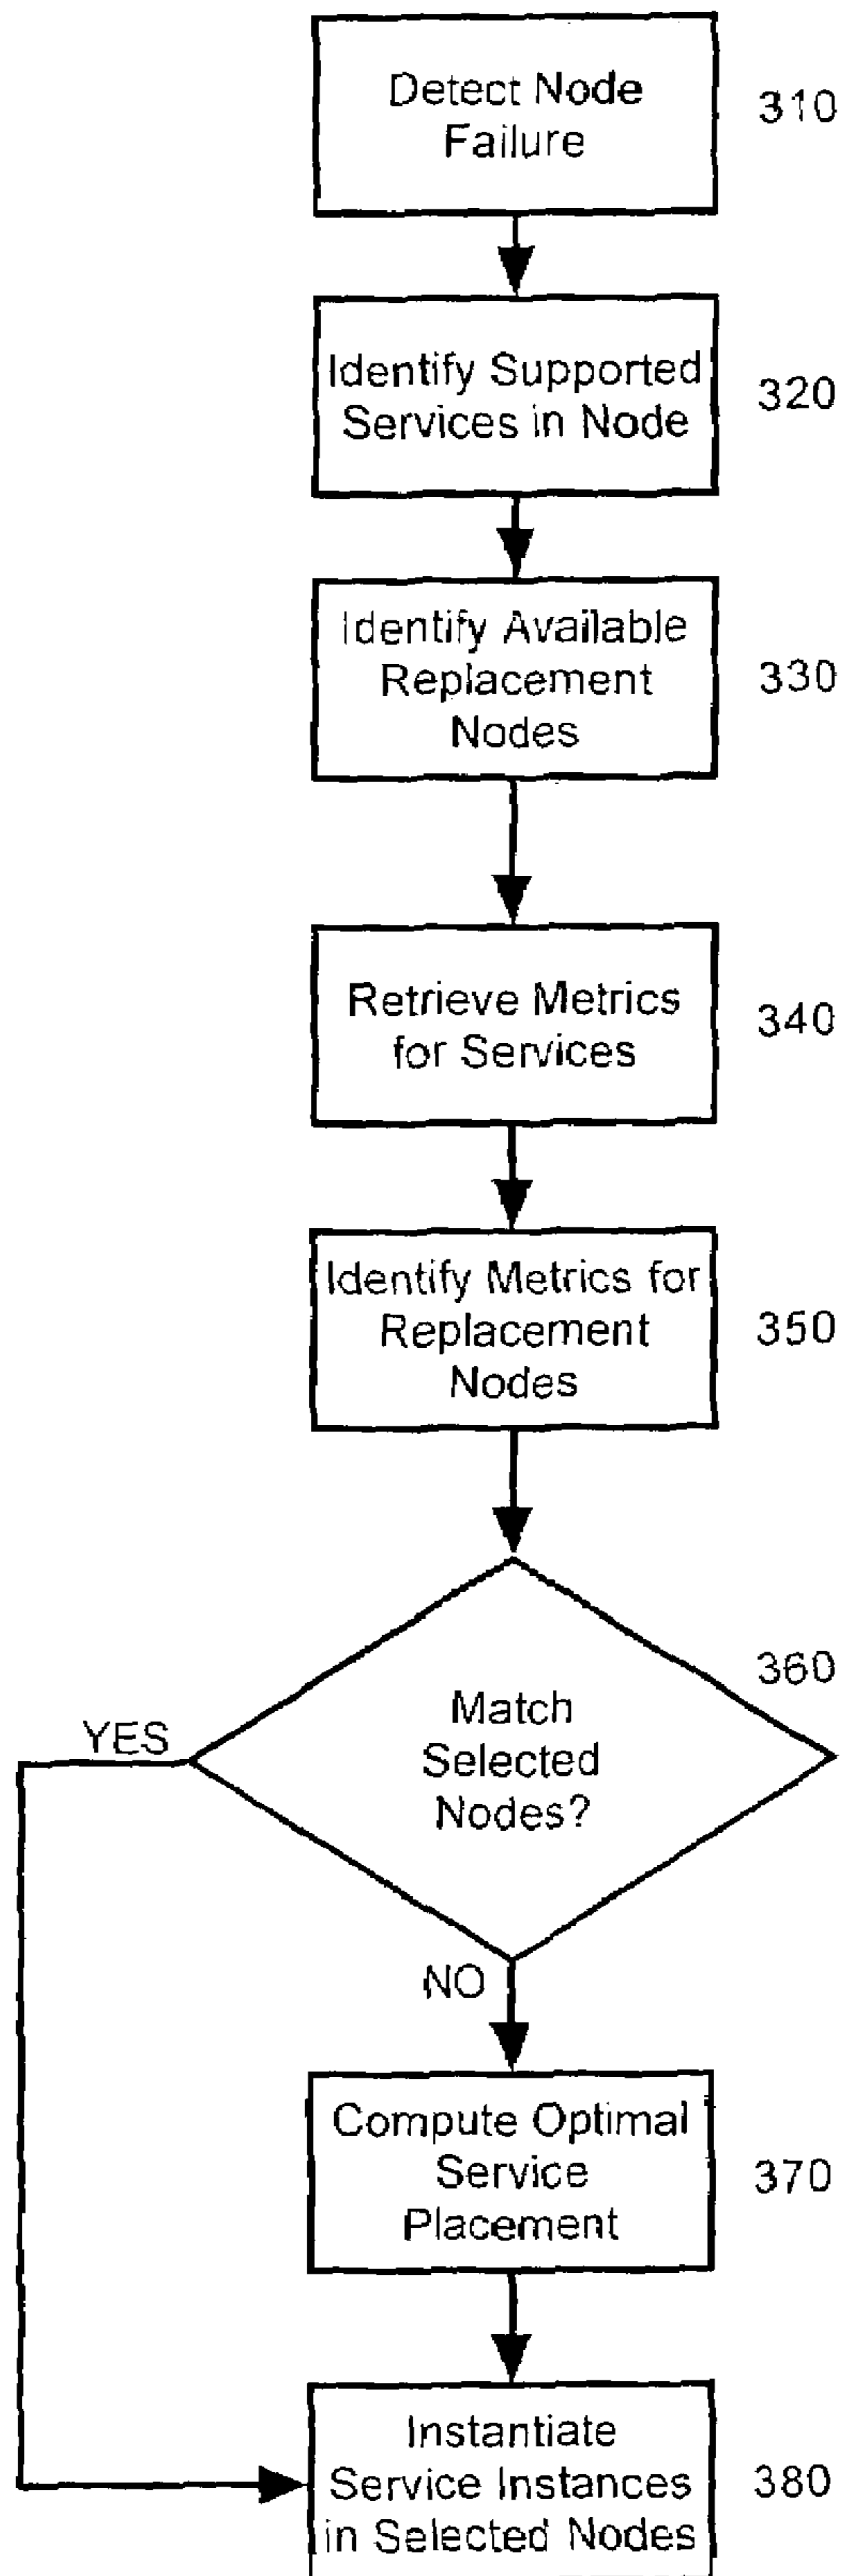 Detect Node
Failure
310
Identify Supported
Services in Node
320
Identify Available
Replacement
Nodes
330
Retrieve Metrics
for Services
340
Identify Metrics for
Replacement
Nodes
350
360
Match
Selected
Nodes?
YES
NO
Compute Optimal
Service
Placement
370
Instantiate
Service Instances
in Selected Nodes
380